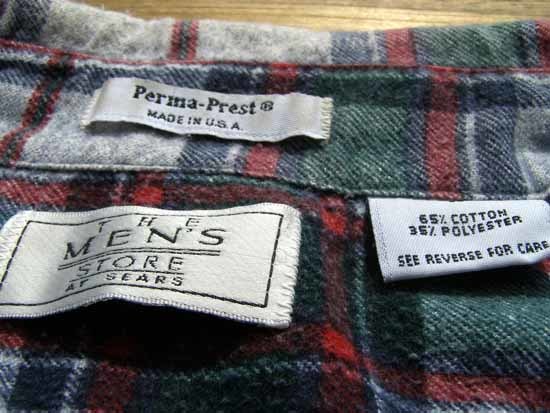 Perma-Prest®
MADE IN U.S.A.
THE
MEN'S
STORE
AT SEARS
65% COTTON
35% POLYESTER
SEE REVERSE FOR CARE